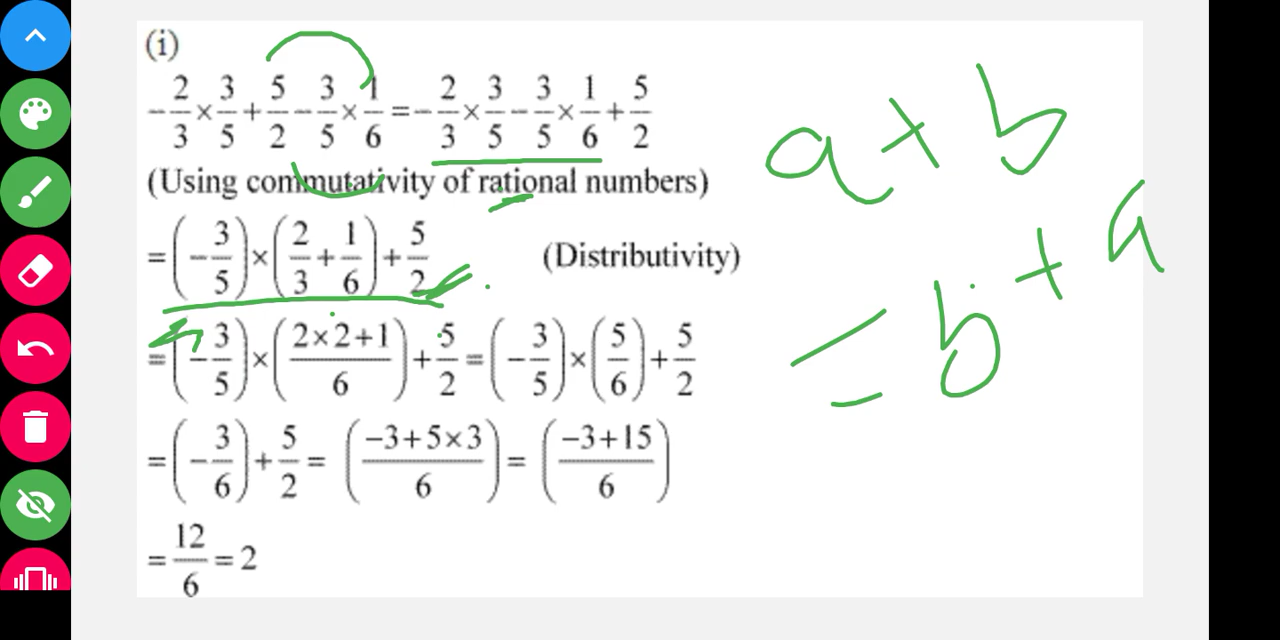 (i)
-2/3 × 3/5 + 5/2 - 3/5 × 1/6 = -2/3 × 3/5 - 3/5 × 1/6 + 5/2
(Using commutativity of rational numbers)
= (-3/5) × (2/3 + 1/6) + 5/2 (Distributivity)
= (-3/5) × ((2×2+1)/6) + 5/2 = (-3/5) × (5/6) + 5/2
= (-3/6) + 5/2 = ((-3+5×3)/6) = ((-3+15)/6)
= 12/6 = 2
a + b
= b + a